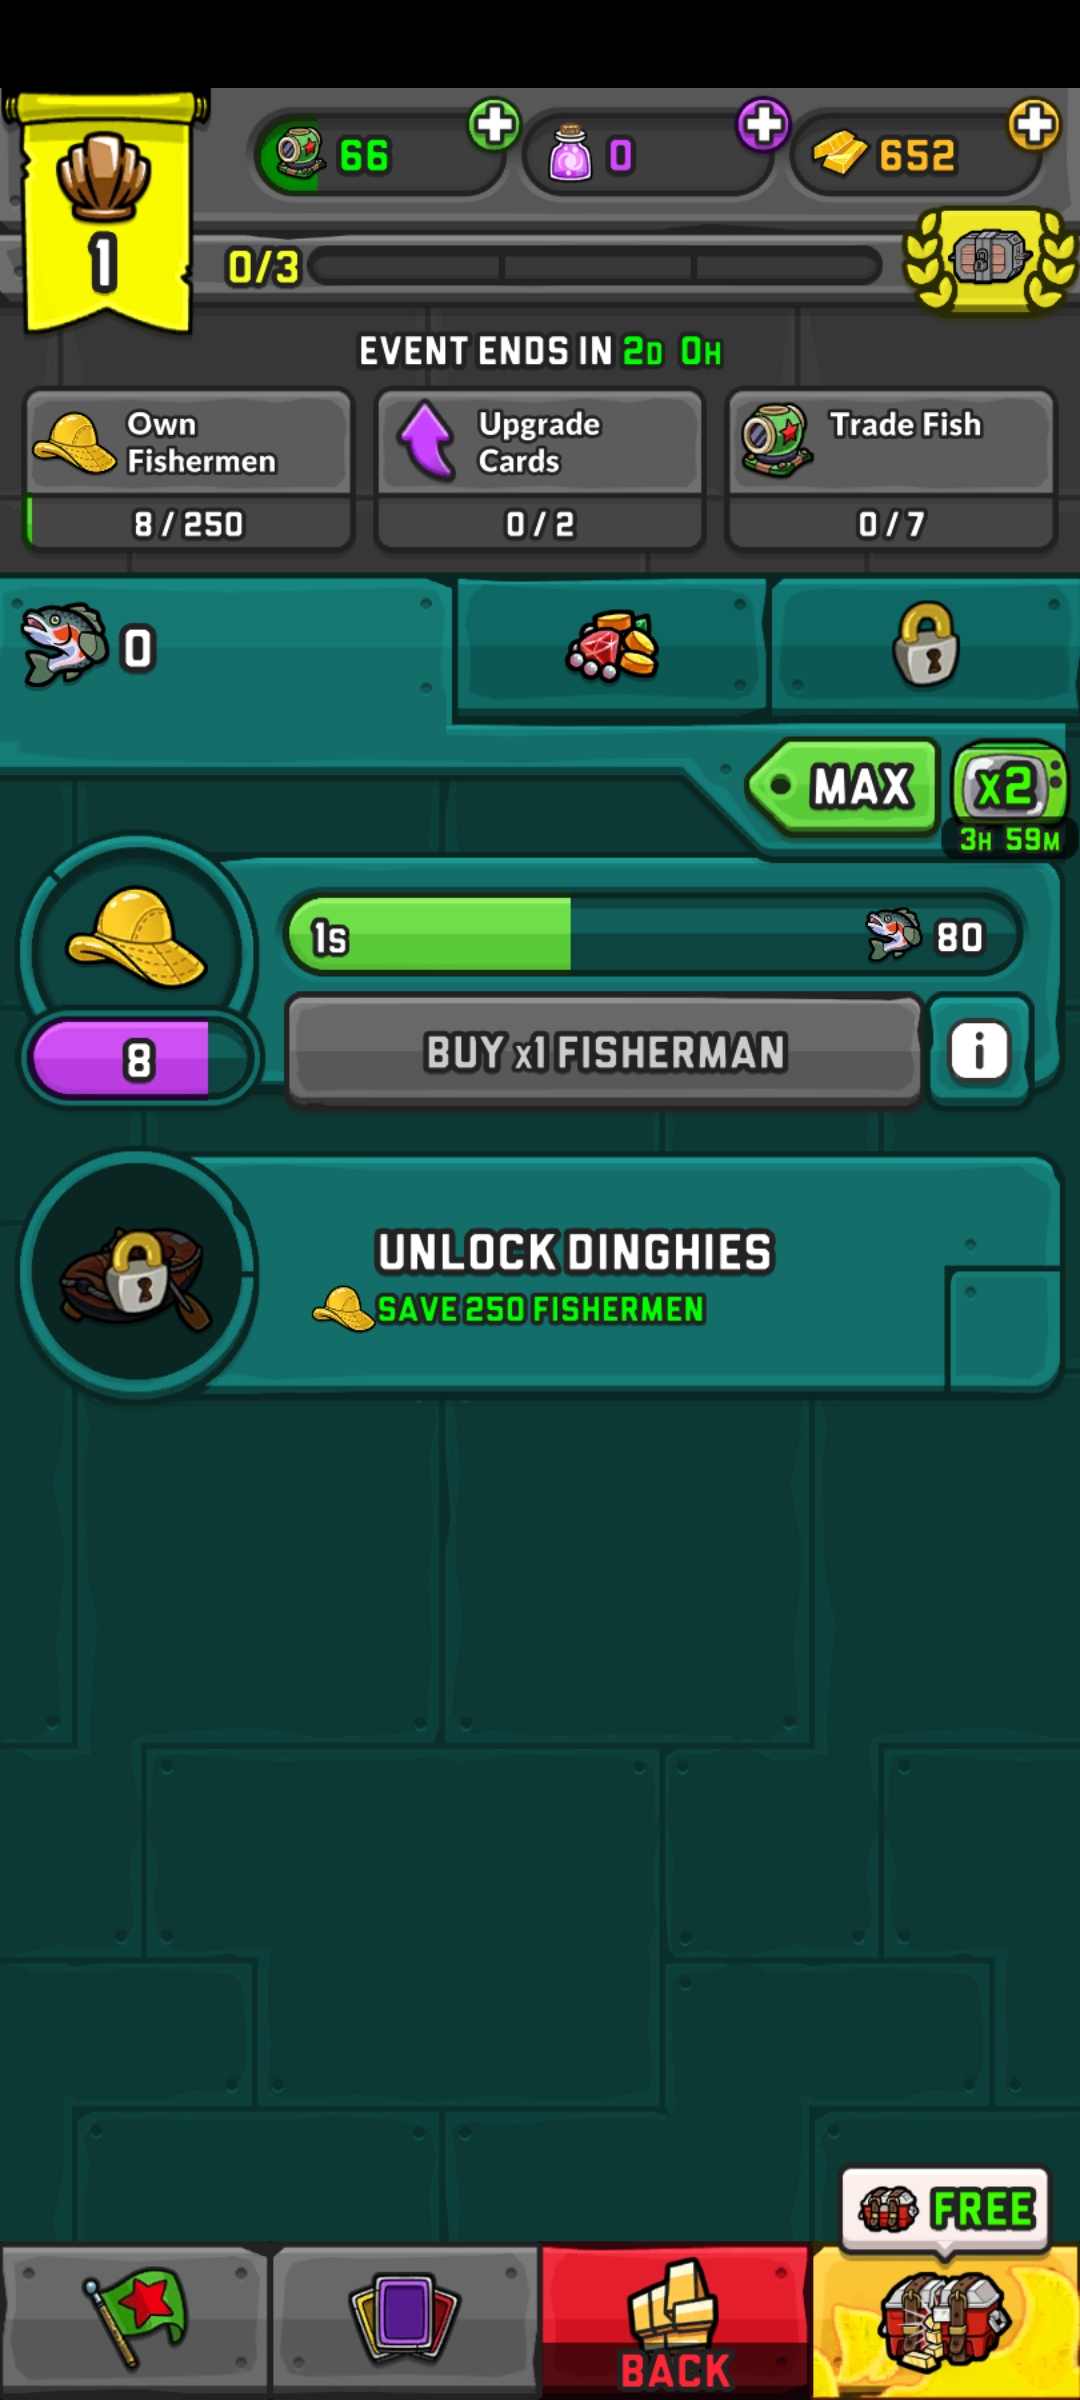 66
0
652
1
0/3
EVENT ENDS IN 2D 0H
Own
Fishermen
8 / 250
Upgrade
Cards
0 / 2
Trade Fish
0 / 7
0
MAX
x2
3H 59M
1s
80
8
BUY x1 FISHERMAN
i
UNLOCK DINGHIES
SAVE 250 FISHERMEN
FREE
BACK